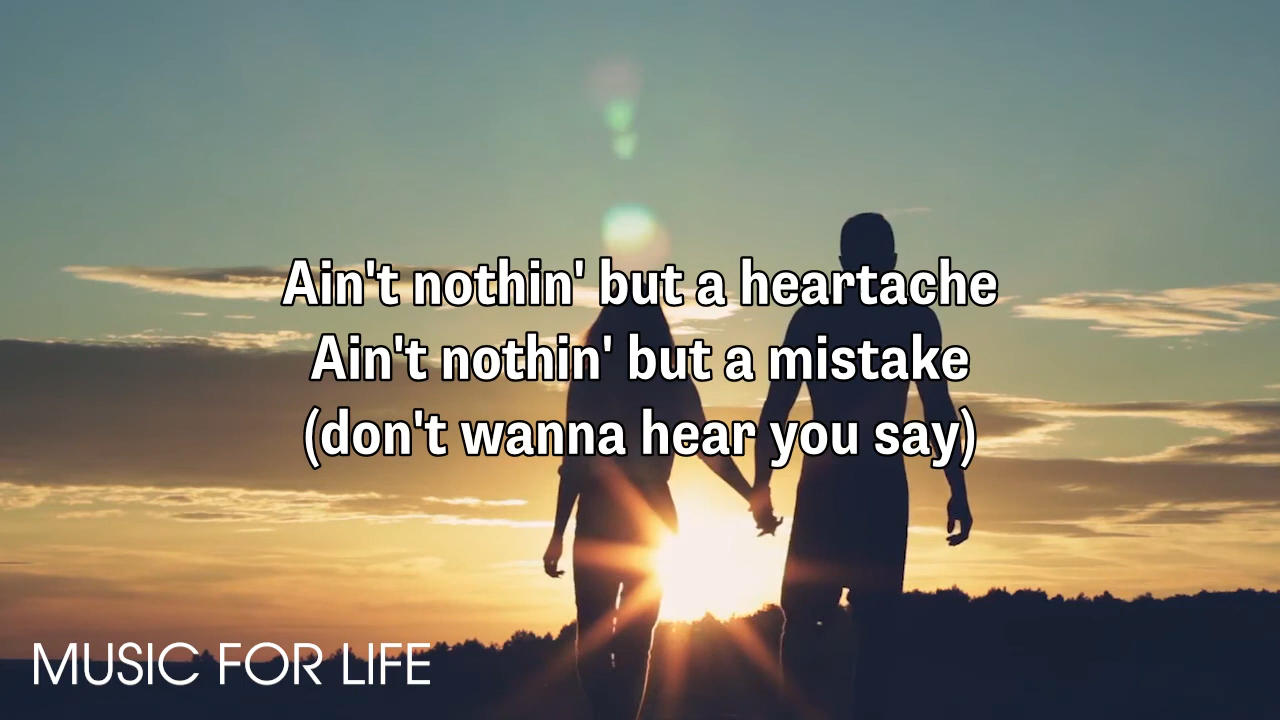 Ain't nothin' but a heartache
Ain't nothin' but a mistake
(don't wanna hear you say)
MUSIC FOR LIFE